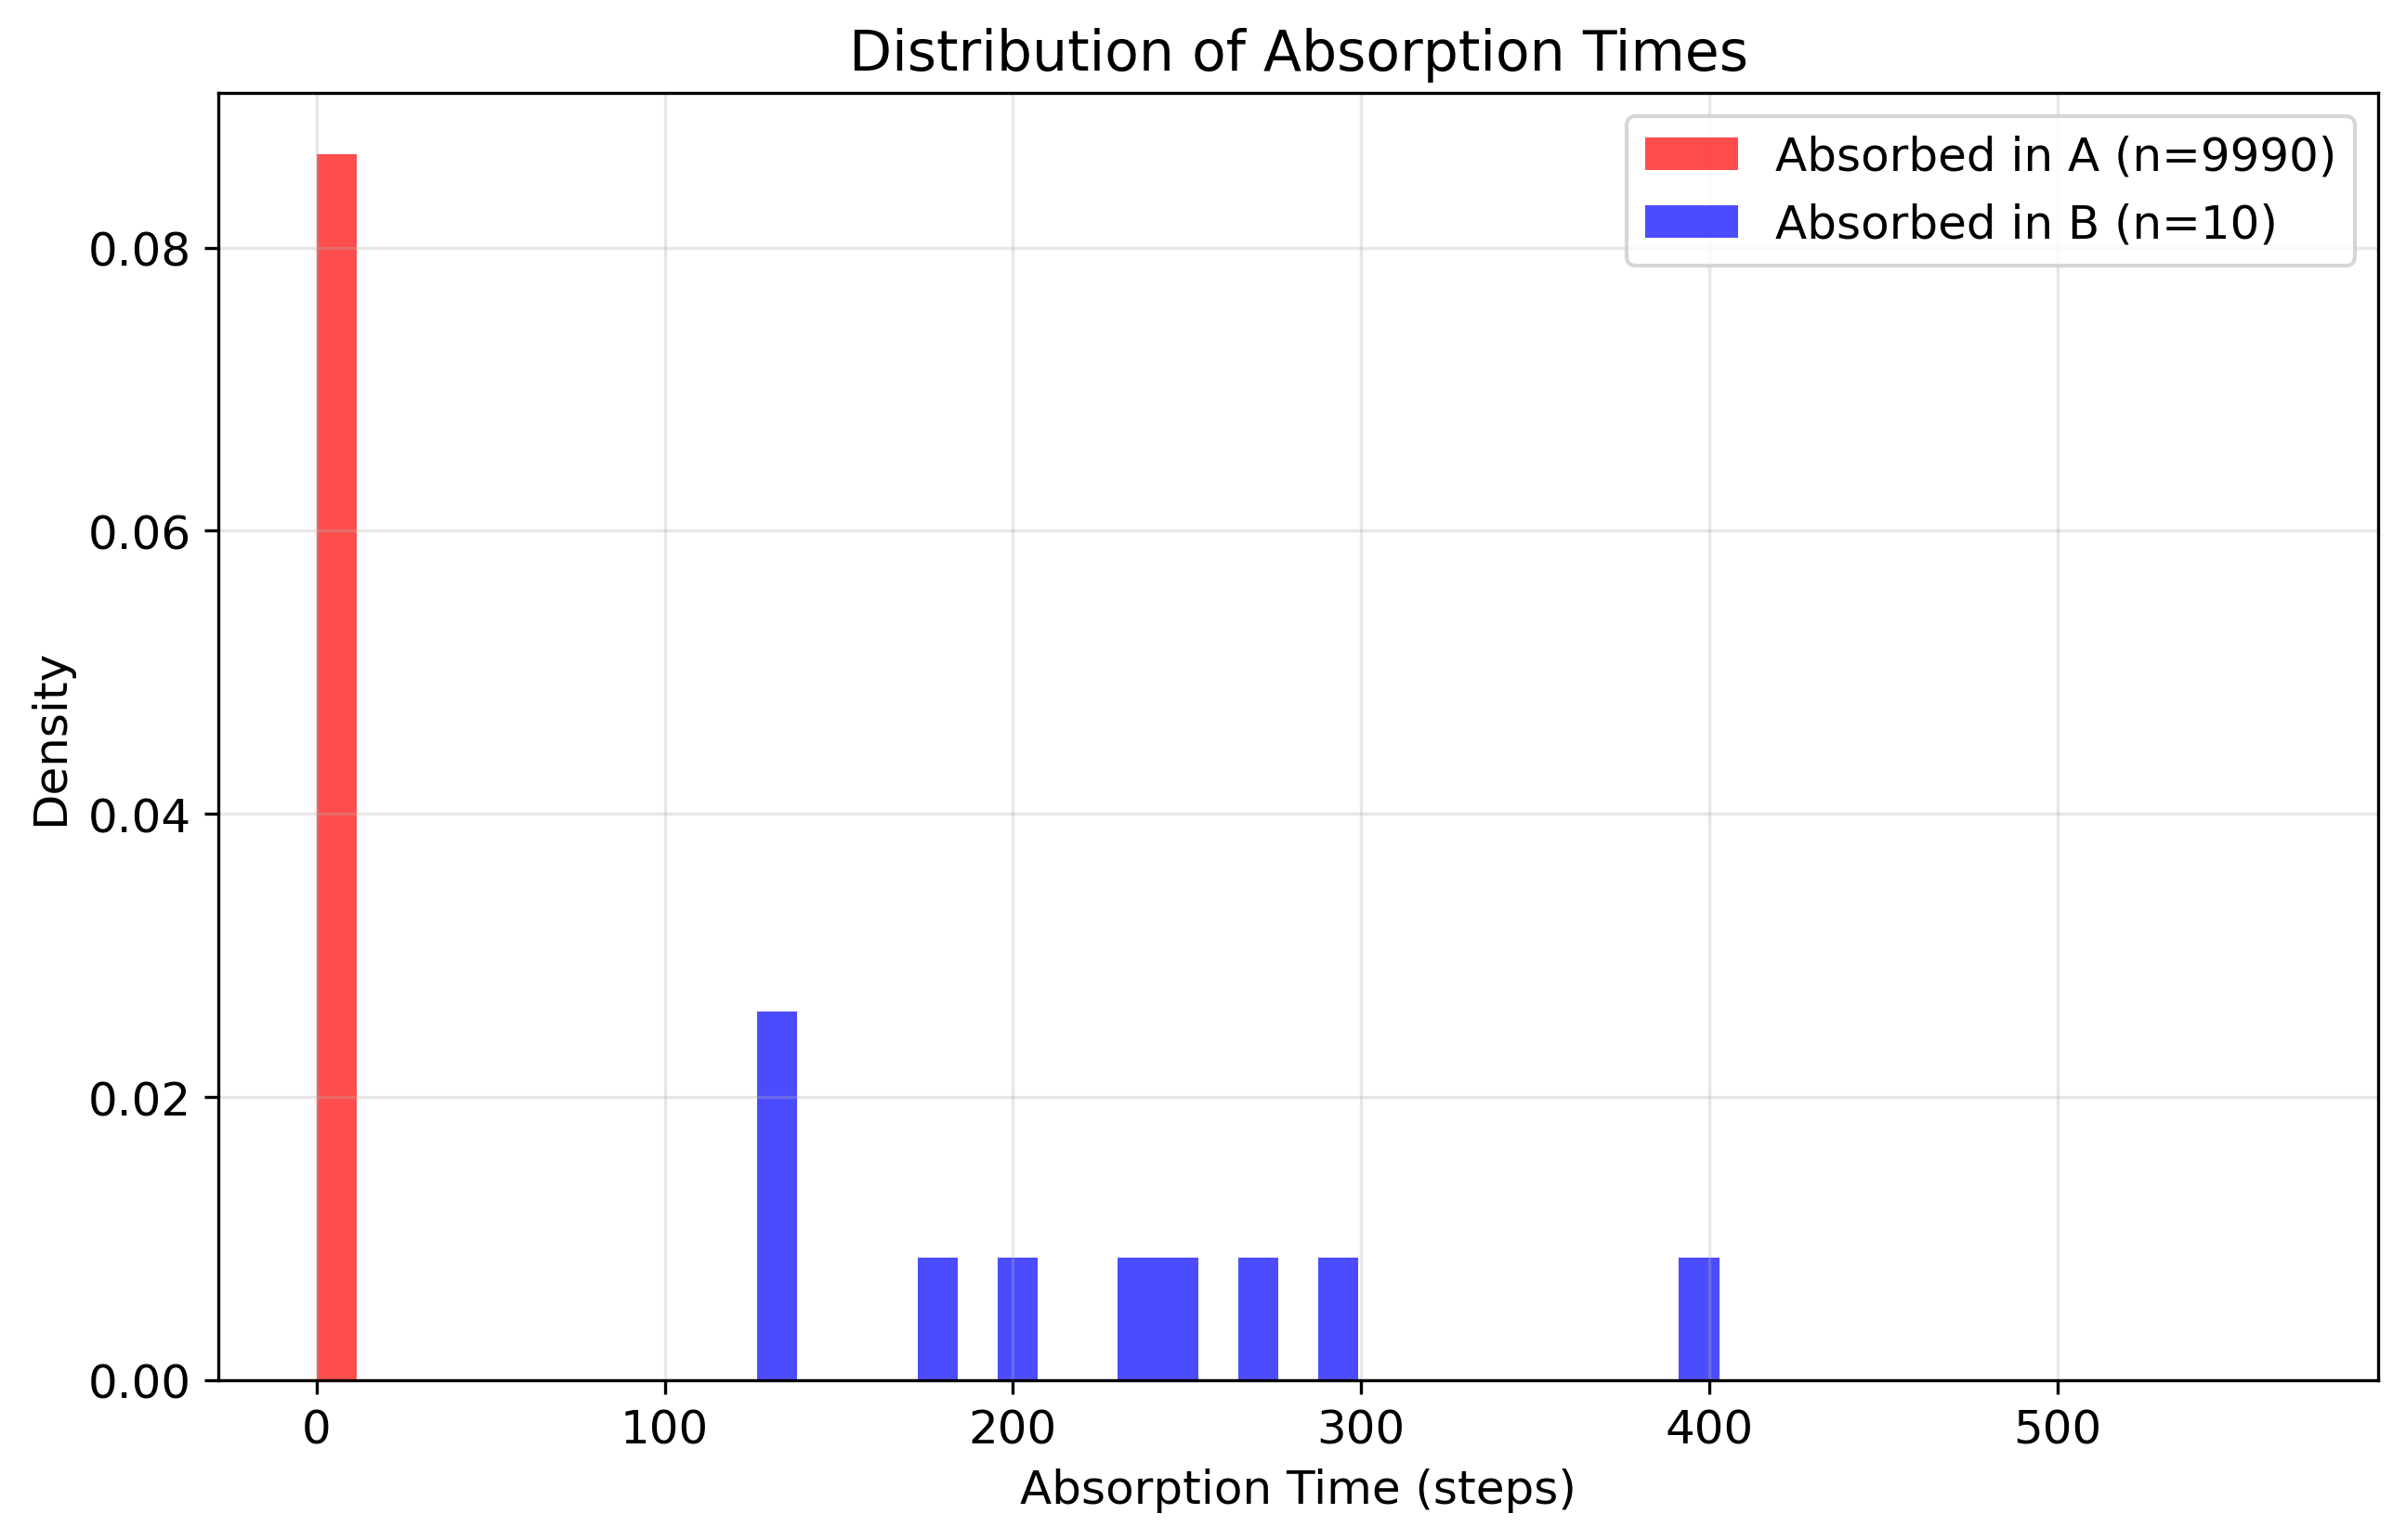 Distribution of Absorption Times
Absorbed in A (n=9990)
Absorbed in B (n=10)
Density
0.08
0.06
0.04
0.02
0.00
0 100 200 300 400 500
Absorption Time (steps)